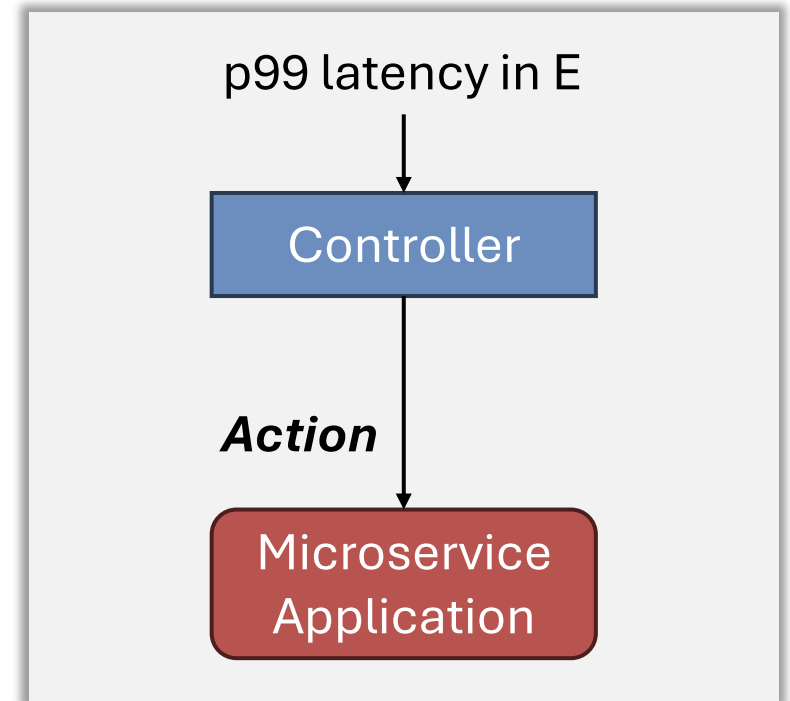 p99 latency in E
Controller
Action
Microservice
Application